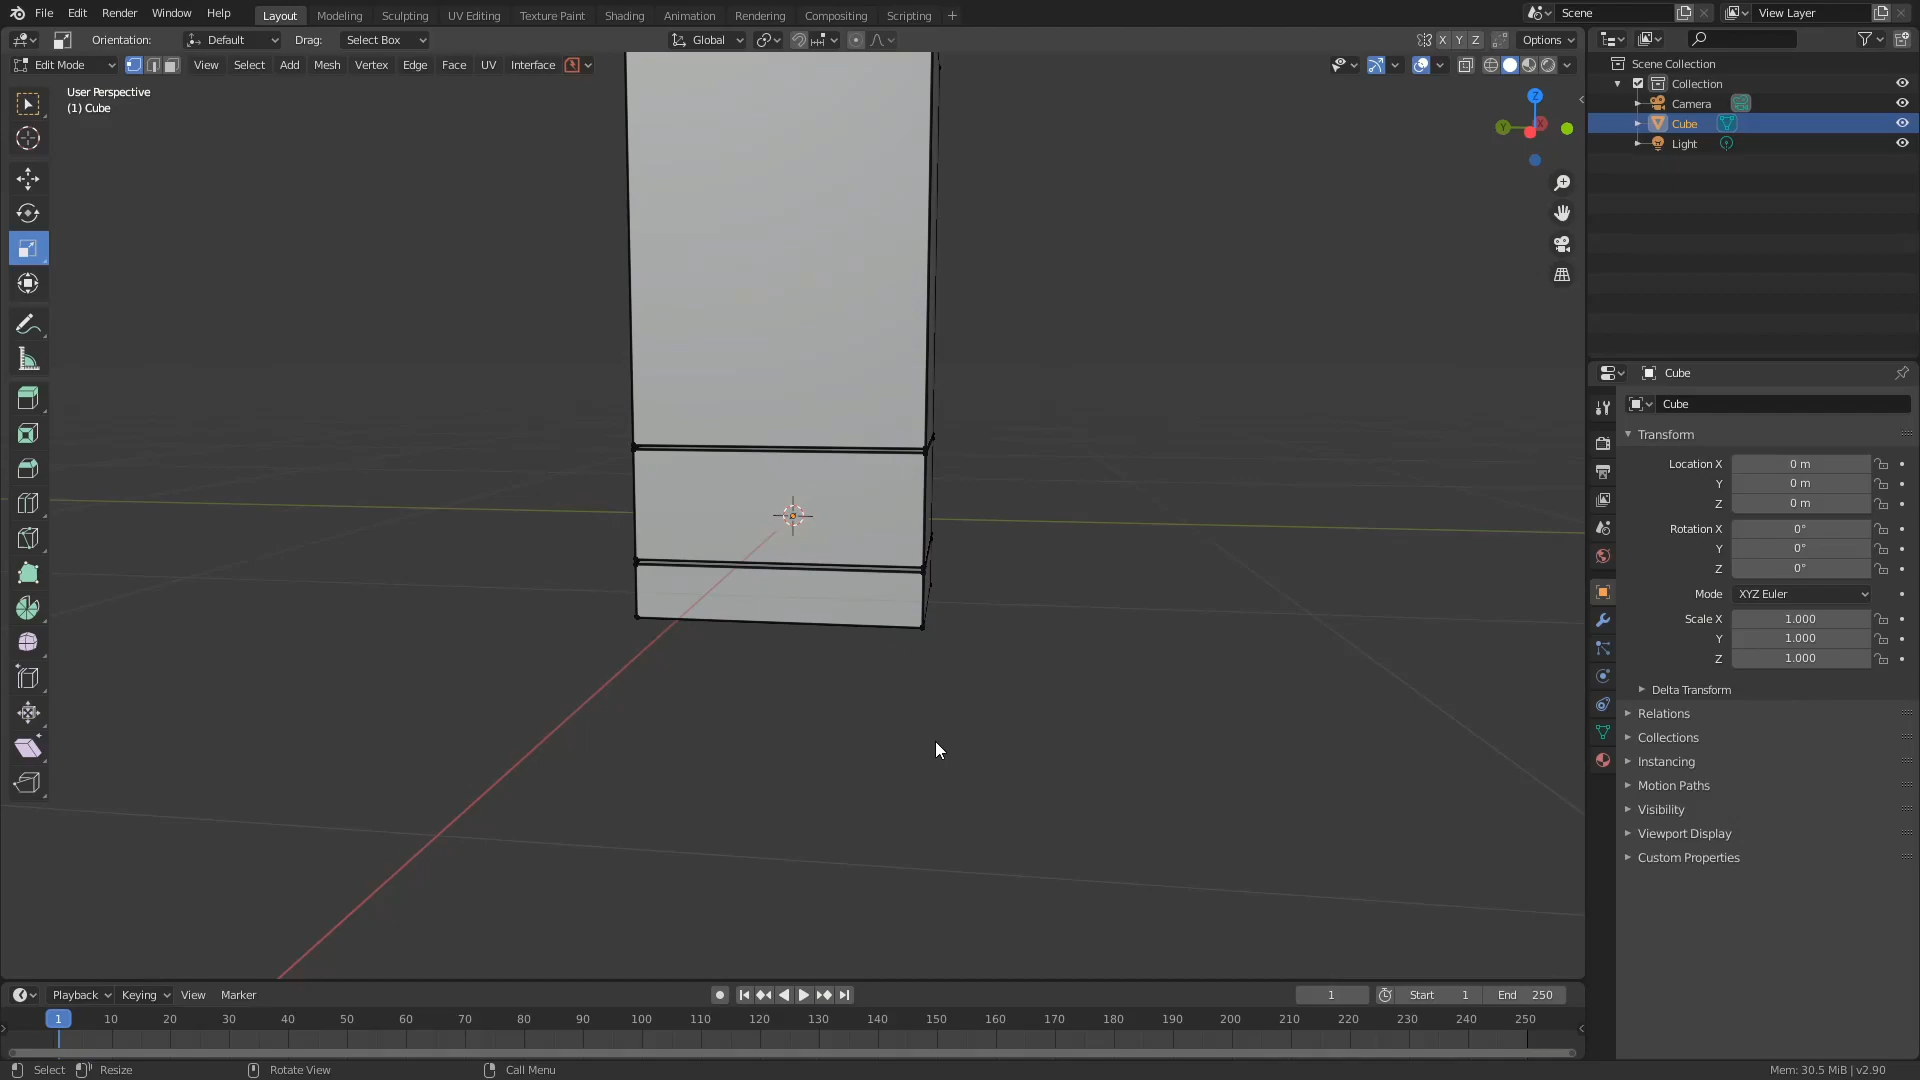 File Edit Render Window Help Layout Modeling Sculpting UV Editing Texture Paint Shading Animation Rendering Compositing Scripting + Scene View Layer
Orientation: Default Drag: Select Box Global X Y Z Options
Edit Mode View Select Add Mesh Vertex Edge Face UV Interface
User Perspective
(1) Cube
Z
Y
X
Scene Collection
Collection
Camera
Cube
Light
Cube
Cube
Transform
Location X 0 m
Y 0 m
Z 0 m
Rotation X 0°
Y 0°
Z 0°
Mode XYZ Euler
Scale X 1.000
Y 1.000
Z 1.000
Delta Transform
Relations
Collections
Instancing
Motion Paths
Visibility
Viewport Display
Custom Properties
Playback Keying View Marker 1 Start 1 End 250
1 10 20 30 40 50 60 70 80 90 100 110 120 130 140 150 160 170 180 190 200 210 220 230 240 250
Select Resize Rotate View Call Menu Mem: 30.5 MiB | v2.90